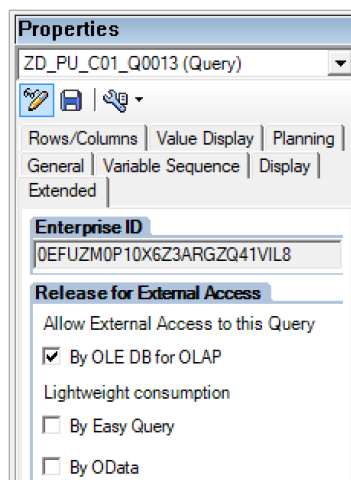 Properties
ZD_PU_C01_Q0013 (Query)
Rows/Columns Value Display Planning
General Variable Sequence Display
Extended
Enterprise ID
0EFUZM0P10X6Z3ARGZQ41VIL8
Release for External Access
Allow External Access to this Query
By OLE DB for OLAP
Lightweight consumption
By Easy Query
By OData